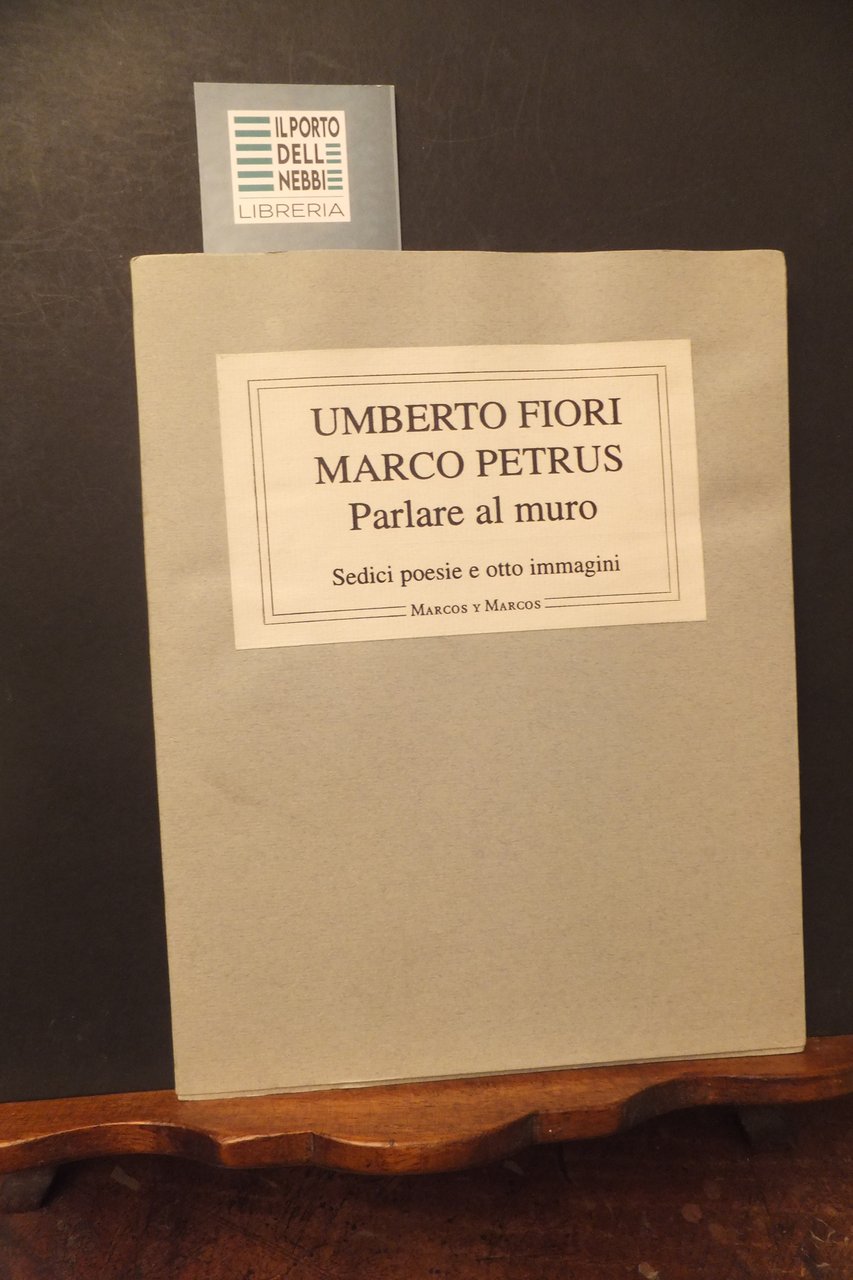 IL PORTO
DELLE
NEBBIE
LIBRERIA
UMBERTO FIORI
MARCO PETRUS
Parlare al muro
Sedici poesie e otto immagini
MARCOS Y MARCOS